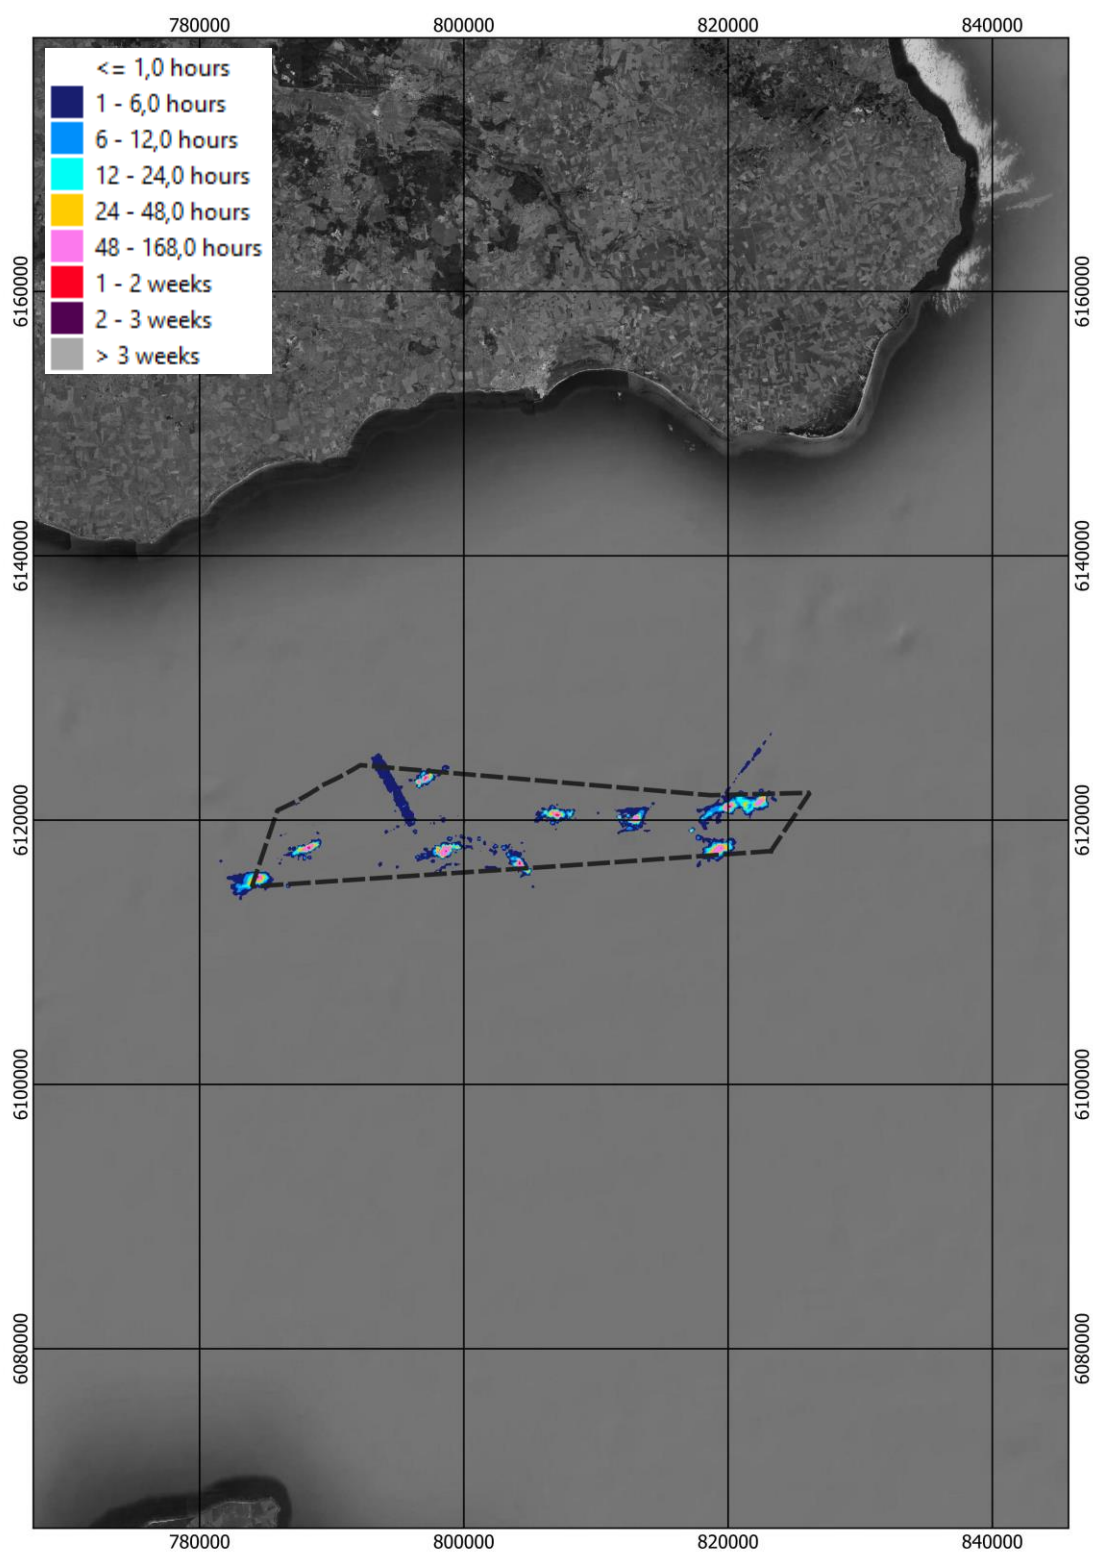 780000 800000 820000 840000
<= 1,0 hours
1 - 6,0 hours
6 - 12,0 hours
12 - 24,0 hours
24 - 48,0 hours
48 - 168,0 hours
1 - 2 weeks
2 - 3 weeks
> 3 weeks
6160000 6160000
6140000 6140000
6120000 6120000
6100000 6100000
6080000 6080000
780000 800000 820000 840000